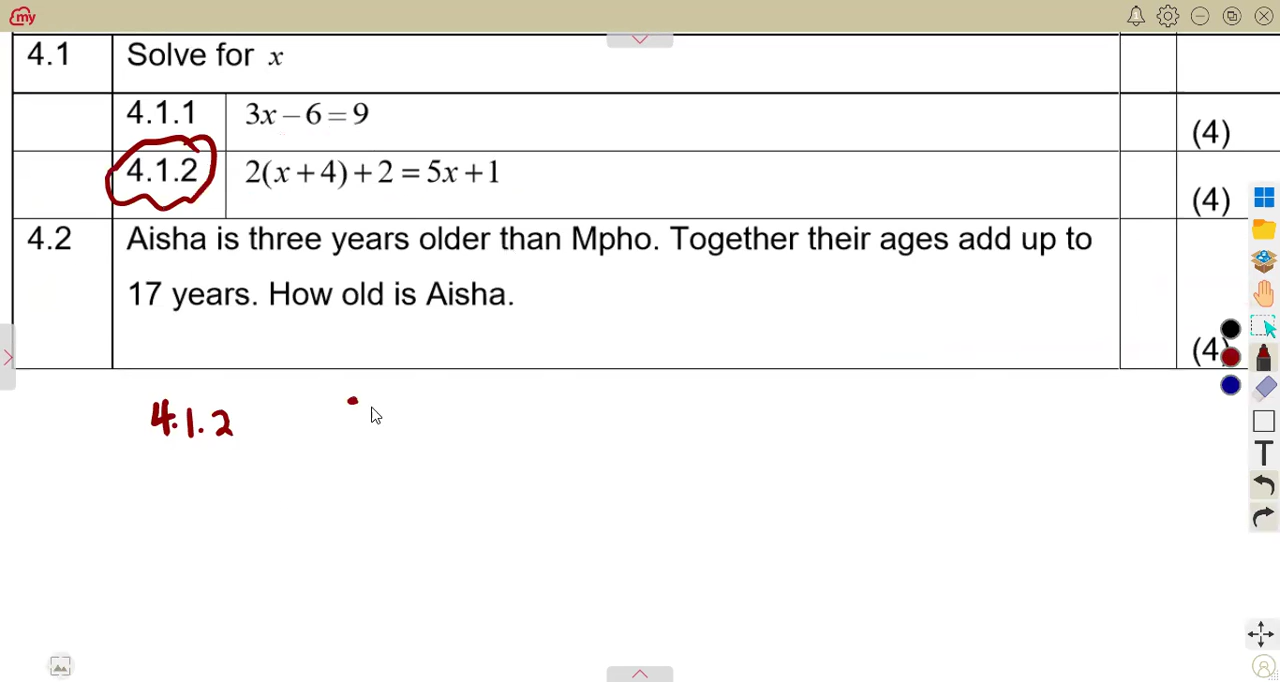 my
4.1 Solve for x
4.1.1 3x – 6 = 9 (4)
4.1.2 2(x + 4) + 2 = 5x + 1 (4)
4.2 Aisha is three years older than Mpho. Together their ages add up to
17 years. How old is Aisha.
(4)
4.1.2
T